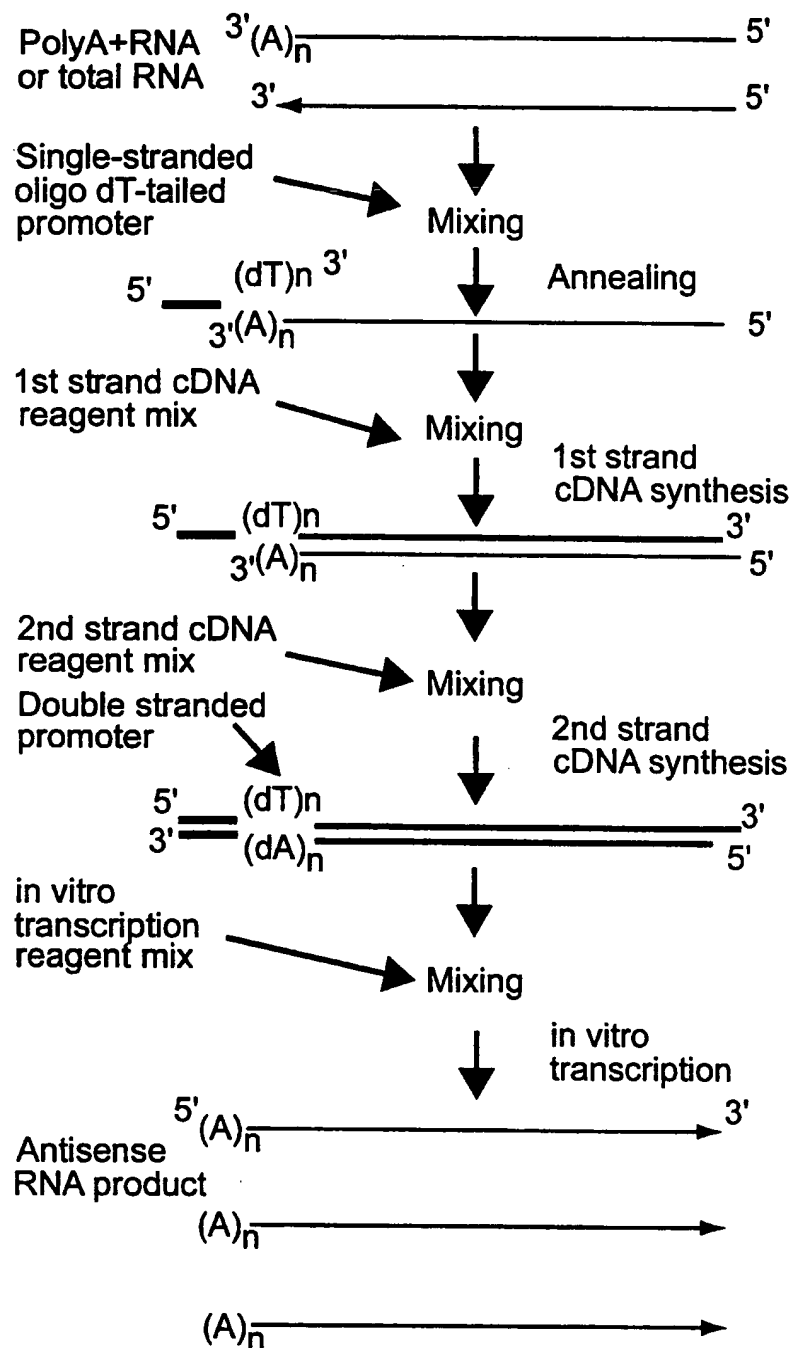 PolyA+RNA
or total RNA
3'(A)n 5'
3' 5'
Single-stranded
oligo dT-tailed
promoter
Mixing
5' (dT)n 3'
Annealing
3'(A)n 5'
1st strand cDNA
reagent mix
Mixing
1st strand
cDNA synthesis
5' (dT)n 3'
3'(A)n 5'
2nd strand cDNA
reagent mix
Mixing
Double stranded
promoter
2nd strand
cDNA synthesis
5' (dT)n 3'
3' (dA)n 5'
in vitro
transcription
reagent mix
Mixing
in vitro
transcription
5'(A)n 3'
Antisense
RNA product
(A)n
(A)n